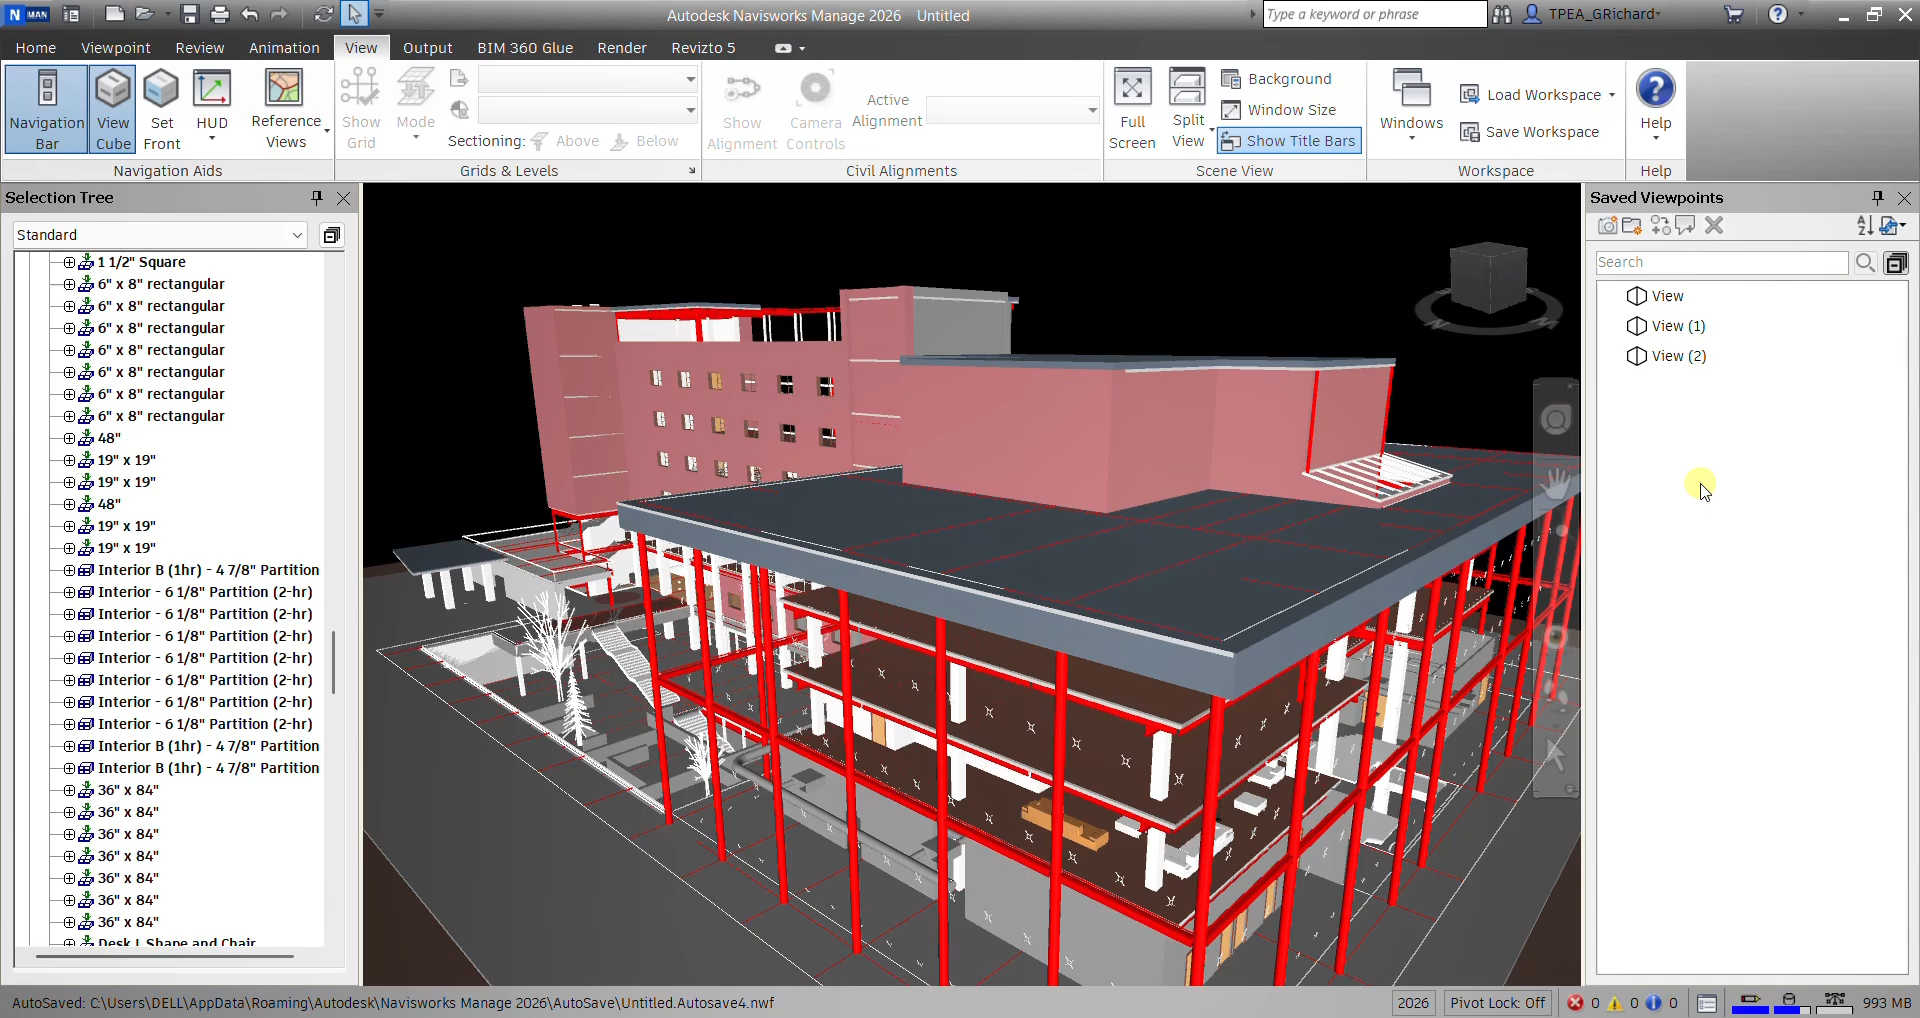 N MAN
Autodesk Navisworks Manage 2026 Untitled
Type a keyword or phrase
TPEA_GRichard
Home Viewpoint Review Animation View Output BIM 360 Glue Render Revizto 5
Navigation Bar
View Cube
Set Front
HUD
Reference Views
Navigation Aids
Show Grid
Mode
Sectioning: Above Below
Grids & Levels
Show Alignment
Camera Controls
Active Alignment
Civil Alignments
Full Screen
Split View
Background
Window Size
Show Title Bars
Scene View
Windows
Load Workspace
Save Workspace
Workspace
Help
Help
Selection Tree
Standard
1 1/2" Square
6" x 8" rectangular
6" x 8" rectangular
6" x 8" rectangular
6" x 8" rectangular
6" x 8" rectangular
6" x 8" rectangular
6" x 8" rectangular
48"
19" x 19"
19" x 19"
48"
19" x 19"
19" x 19"
Interior B (1hr) - 4 7/8" Partition
Interior - 6 1/8" Partition (2-hr)
Interior - 6 1/8" Partition (2-hr)
Interior - 6 1/8" Partition (2-hr)
Interior - 6 1/8" Partition (2-hr)
Interior - 6 1/8" Partition (2-hr)
Interior - 6 1/8" Partition (2-hr)
Interior - 6 1/8" Partition (2-hr)
Interior B (1hr) - 4 7/8" Partition
Interior B (1hr) - 4 7/8" Partition
36" x 84"
36" x 84"
36" x 84"
36" x 84"
36" x 84"
36" x 84"
36" x 84"
Desk L Shape and Chair
Saved Viewpoints
Search
View
View (1)
View (2)
AutoSaved: C:\Users\DELL\AppData\Roaming\Autodesk\Navisworks Manage 2026\AutoSave\Untitled.Autosave4.nwf
2026 Pivot Lock: Off 0 0 0 993 MB